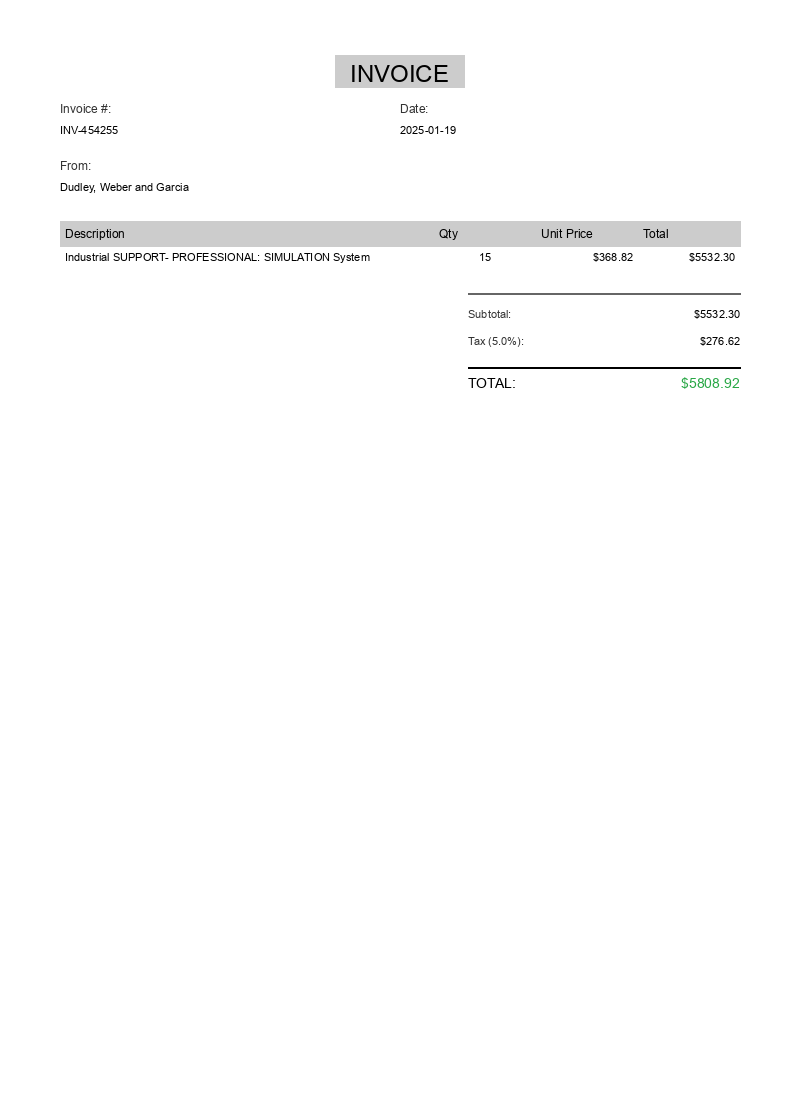 INVOICE
Invoice #: Date:
INV-454255 2025-01-19
From:
Dudley, Weber and Garcia
Description Qty Unit Price Total
Industrial SUPPORT- PROFESSIONAL: SIMULATION System 15 $368.82 $5532.30
Subtotal: $5532.30
Tax (5.0%): $276.62
TOTAL: $5808.92